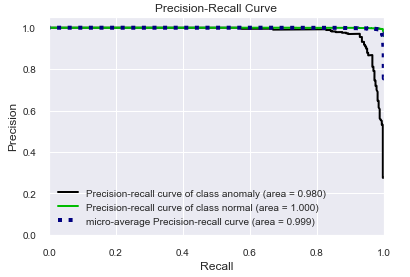 Precision-Recall Curve
1.0
0.8
0.6
0.4
0.2
0.0
Precision
Precision-recall curve of class anomaly (area = 0.980)
Precision-recall curve of class normal (area = 1.000)
micro-average Precision-recall curve (area = 0.999)
0.0 0.2 0.4 0.6 0.8 1.0
Recall